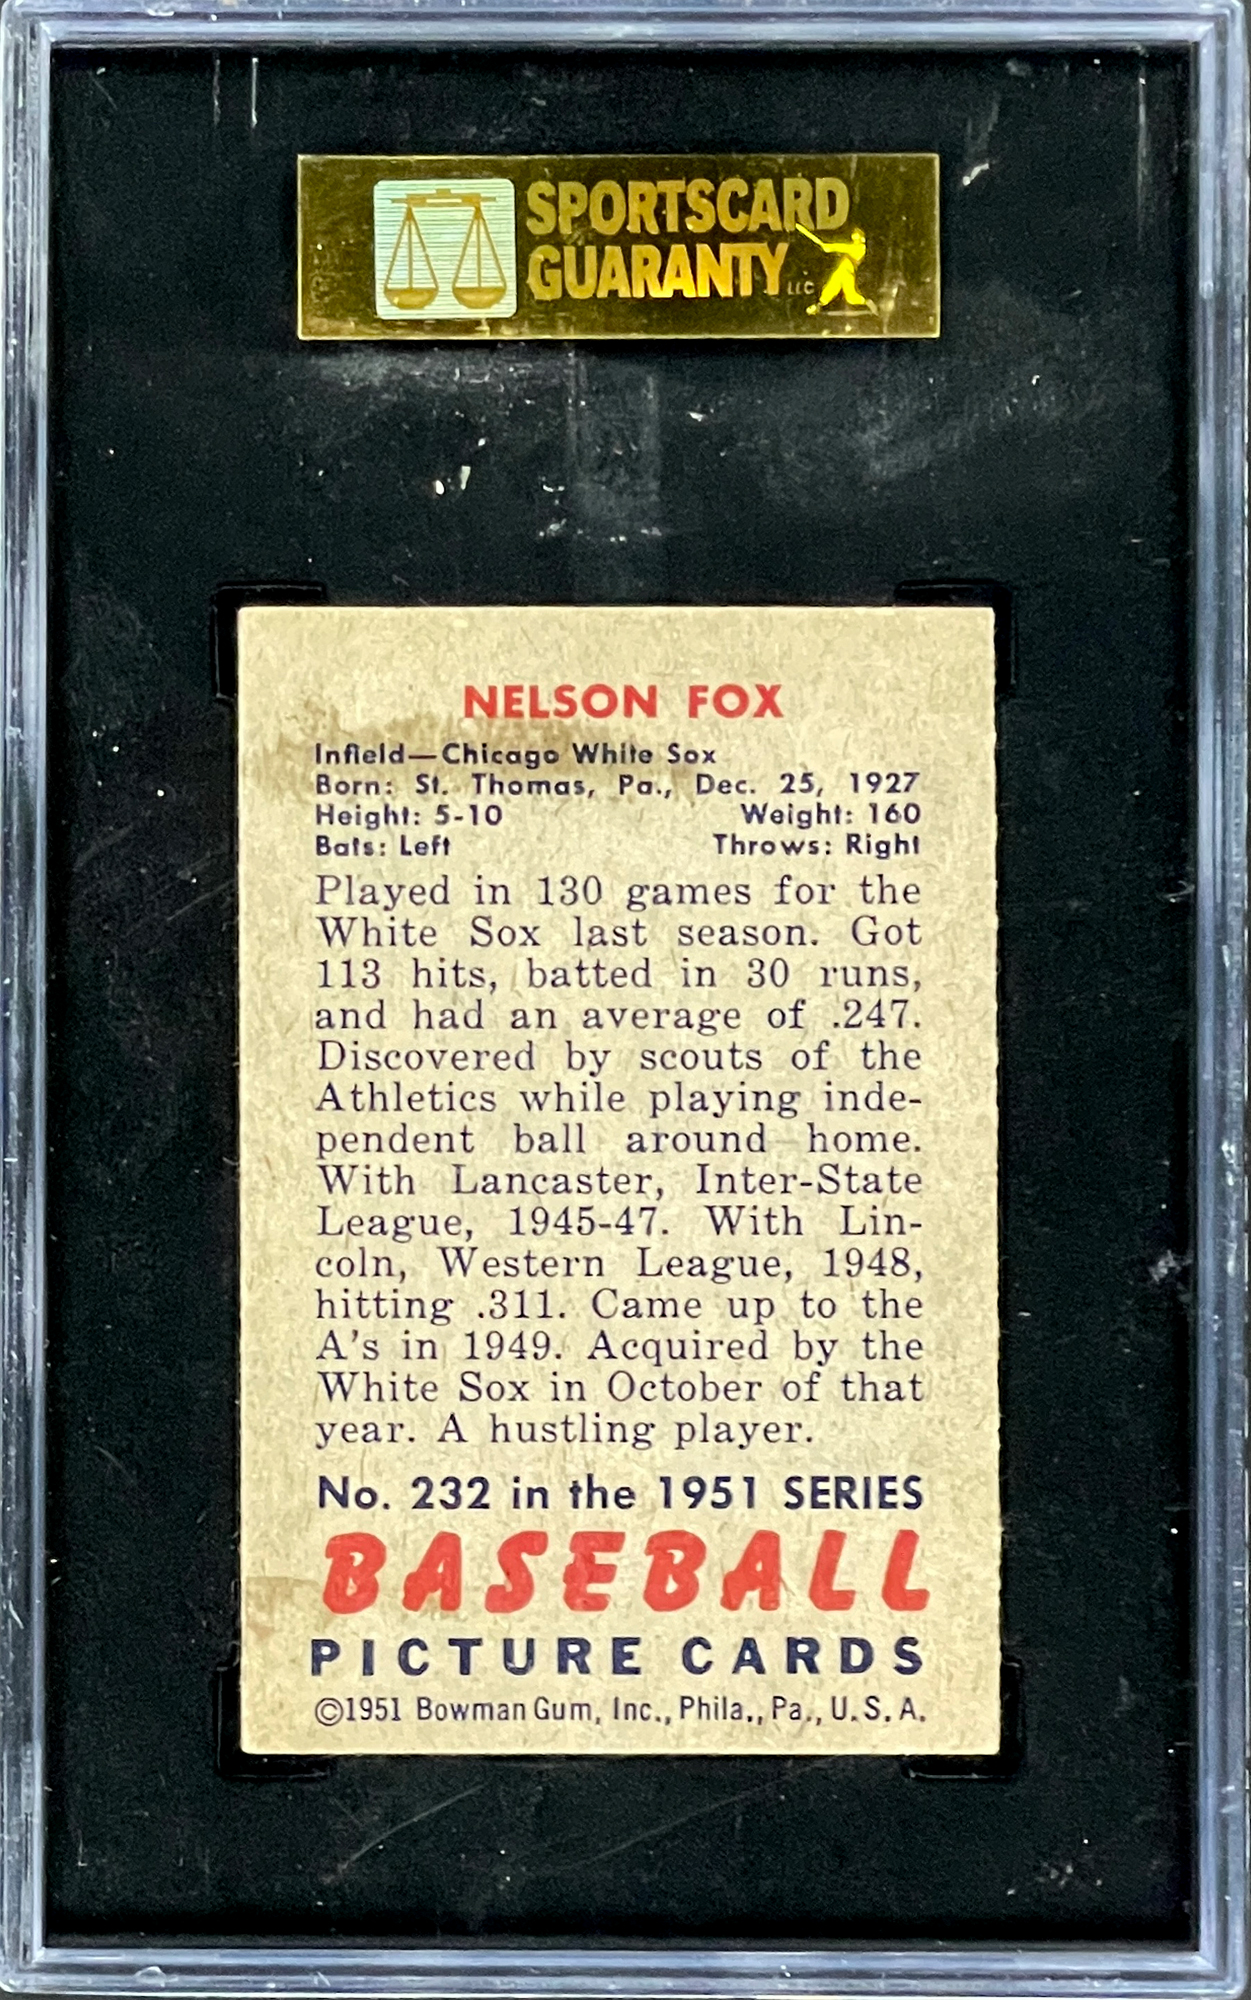 SPORTSCARD
GUARANTY LLC
NELSON FOX
Infield—Chicago White Sox
Born: St. Thomas, Pa., Dec. 25, 1927
Height: 5-10 Weight: 160
Bats: Left Throws: Right
Played in 130 games for the
White Sox last season. Got
113 hits, batted in 30 runs,
and had an average of .247.
Discovered by scouts of the
Athletics while playing inde-
pendent ball around home.
With Lancaster, Inter-State
League, 1945-47. With Lin-
coln, Western League, 1948,
hitting .311. Came up to the
A's in 1949. Acquired by the
White Sox in October of that
year. A hustling player.
No. 232 in the 1951 SERIES
BASEBALL
PICTURE CARDS
©1951 Bowman Gum, Inc., Phila., Pa., U.S.A.